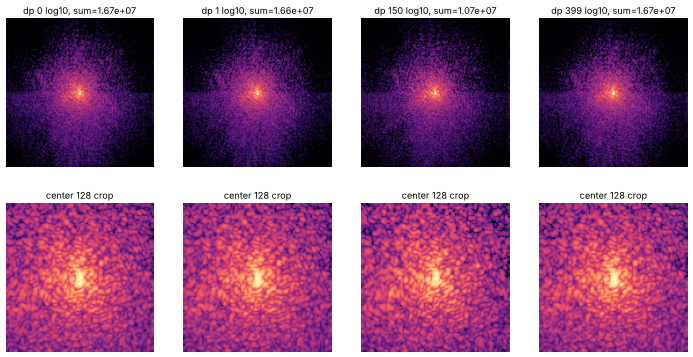 dp 0 log10, sum=1.67e+07
dp 1 log10, sum=1.66e+07
dp 150 log10, sum=1.07e+07
dp 399 log10, sum=1.67e+07
center 128 crop
center 128 crop
center 128 crop
center 128 crop